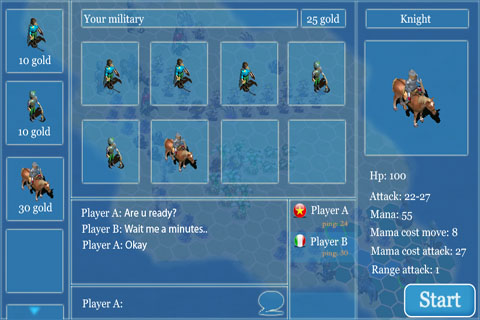 10 gold
10 gold
30 gold
Your military
25 gold
Player A: Are u ready?
Player B: Wait me a minutes..
Player A: Okay
Player A:
Player A
ping: 24
Player B
ping: 30
Knight
Hp: 100
Attack: 22-27
Mana: 55
Mama cost move: 8
Mama cost attack: 27
Range attack: 1
Start